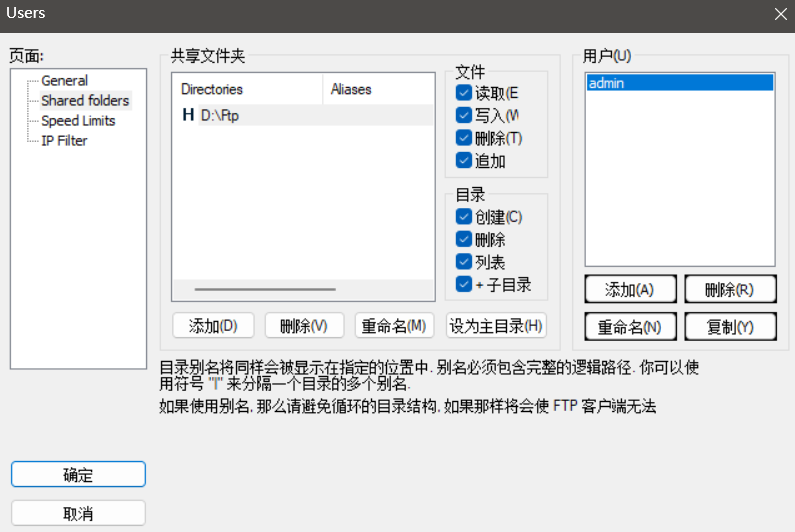 Users
页面:
General
Shared folders
Speed Limits
IP Filter
共享文件夹
Directories Aliases
H D:\Ftp
文件
读取(E
写入(W
删除(T)
追加
目录
创建(C)
删除
列表
+ 子目录
添加(D) 删除(V) 重命名(M) 设为主目录(H)
用户(U)
admin
添加(A) 删除(R)
重命名(N) 复制(Y)
目录别名将同样会被显示在指定的位置中. 别名必须包含完整的逻辑路径. 你可以使
用符号 "|" 来分隔一个目录的多个别名.
如果使用别名, 那么请避免循环的目录结构, 如果那样将会使 FTP 客户端无法
确定
取消